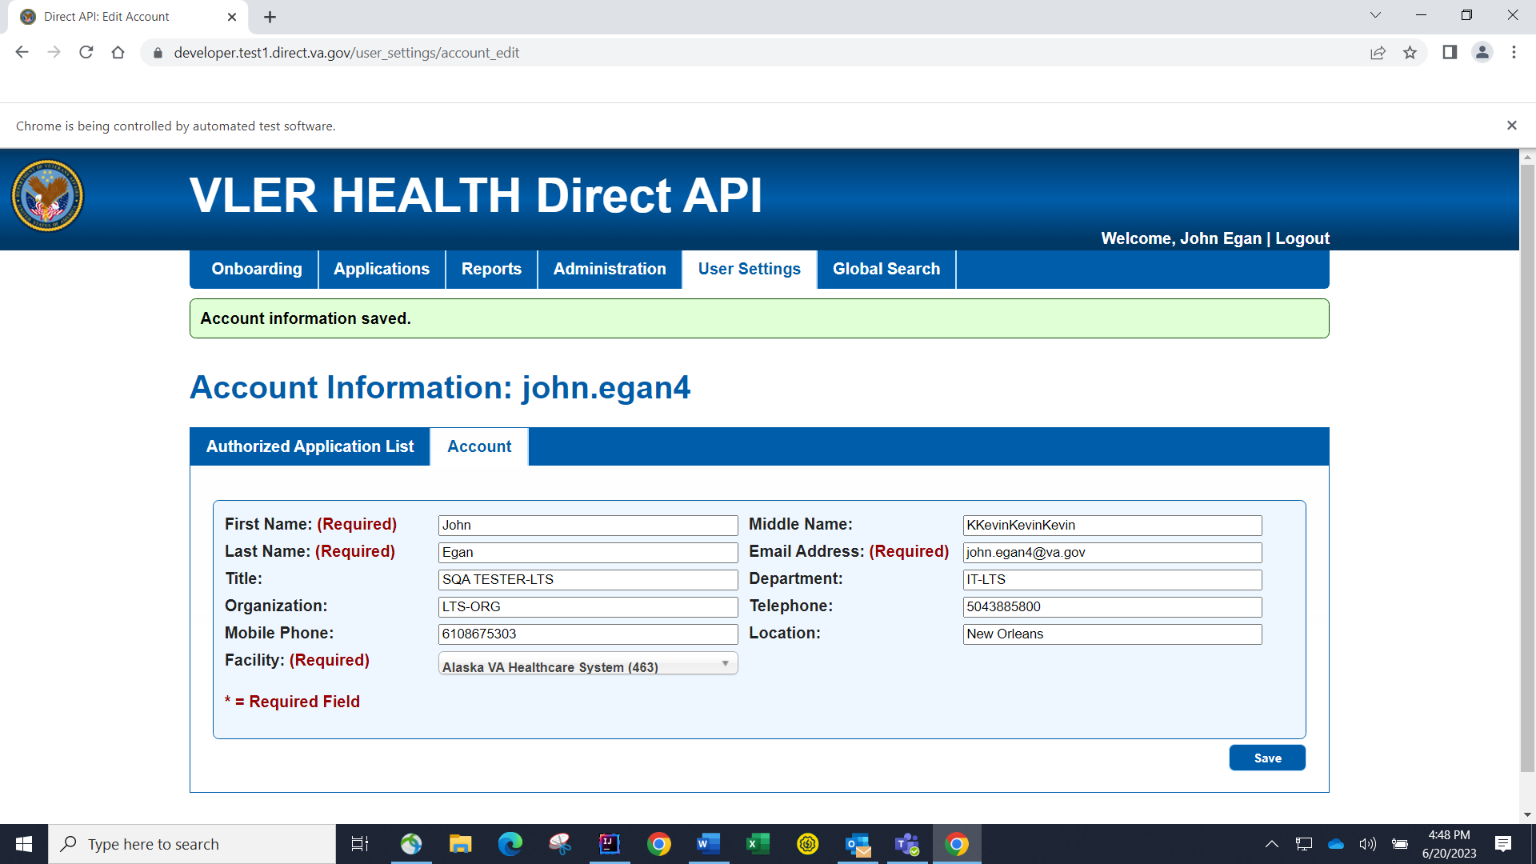 Direct API: Edit Account
developer.test1.direct.va.gov/user_settings/account_edit
Chrome is being controlled by automated test software.
VLER HEALTH Direct API
Welcome, John Egan | Logout
Onboarding Applications Reports Administration User Settings Global Search
Account information saved.
Account Information: john.egan4
Authorized Application List Account
First Name: (Required) John Middle Name: KKevinKevinKevin
Last Name: (Required) Egan Email Address: (Required) john.egan4@va.gov
Title: SQA TESTER-LTS Department: IT-LTS
Organization: LTS-ORG Telephone: 5043885800
Mobile Phone: 6108675303 Location: New Orleans
Facility: (Required) Alaska VA Healthcare System (463)
* = Required Field
Save
Type here to search
4:48 PM
6/20/2023